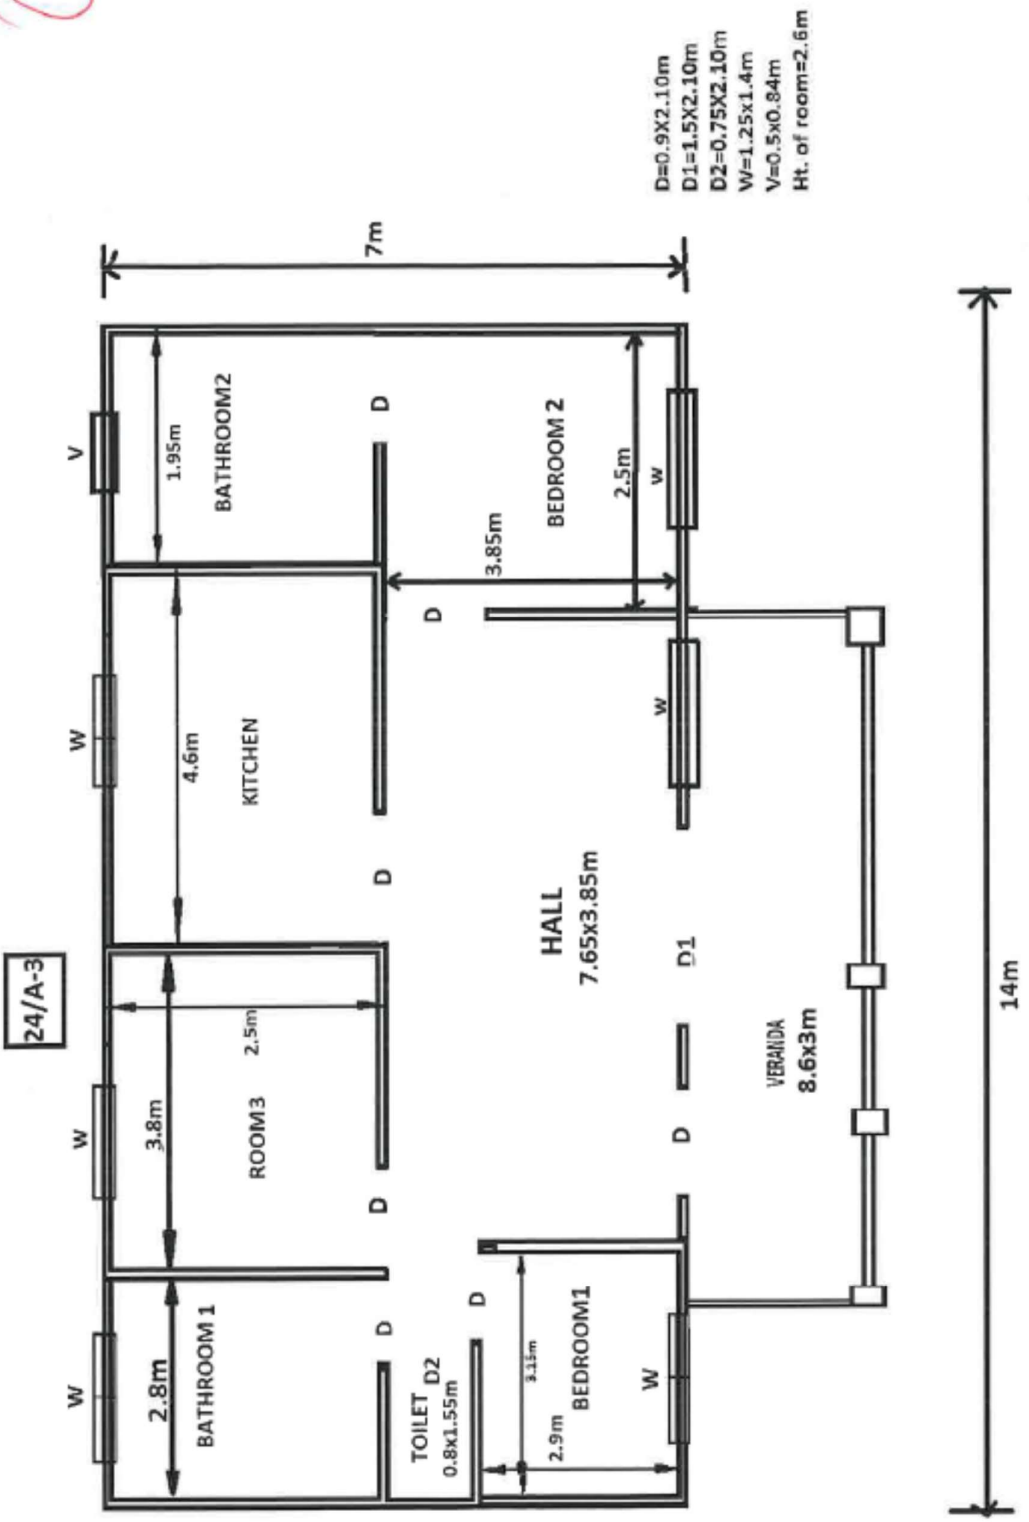 24/A-3
W
W
W
V
2.8m
3.8m
4.6m
1.95m
BATHROOM 1
ROOM3
2.5m
KITCHEN
BATHROOM2
D
D
D
D
TOILET
0.8x1.55m
D2
D
D
3.85m
HALL
7.65x3.85m
BEDROOM1
3.15m
2.9m
BEDROOM 2
2.5m
W
D
D1
W
W
VERANDA
8.6x3m
14m
7m
D=0.9X2.10m
D1=1.5X2.10m
D2=0.75X2.10m
W=1.25x1.4m
V=0.5x0.84m
Ht. of room=2.6m